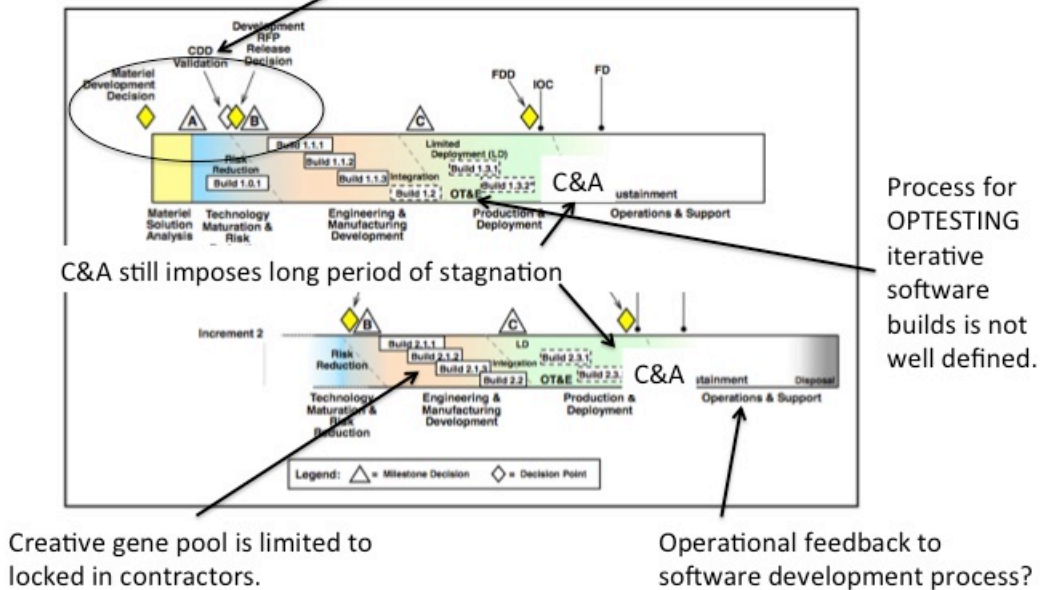 Development
RFP
Release
Decision
CDD
Validation
Materiel
Development
Decision
A
B
C
FDD
IOC
FD
Build 1.1.1
Build 1.1.2
Build 1.1.3
Risk
Reduction
Build 1.0.1
Integration
Build 1.2
Limited
Deployment (LD)
Build 1.3.1
Build 1.3.2*
OT&E
C&A
ustainment
Materiel
Solution
Analysis
Technology
Maturation &
Risk
Engineering &
Manufacturing
Development
Production &
Deployment
Operations & Support
Process for
OPTESTING
iterative
software
builds is not
well defined.
C&A still imposes long period of stagnation
Increment 2
B
C
Risk
Reduction
Build 2.1.1
Build 2.1.2
Build 2.1.3
Integration
Build 2.2
LD
Build 2.3.1
Build 2.3.
OT&E
C&A
tainment
Disposal
Technology
Maturation &
Risk
Reduction
Engineering &
Manufacturing
Development
Production &
Deployment
Operations & Support
Legend:
= Milestone Decision
= Decision Point
Creative gene pool is limited to
locked in contractors.
Operational feedback to
software development process?